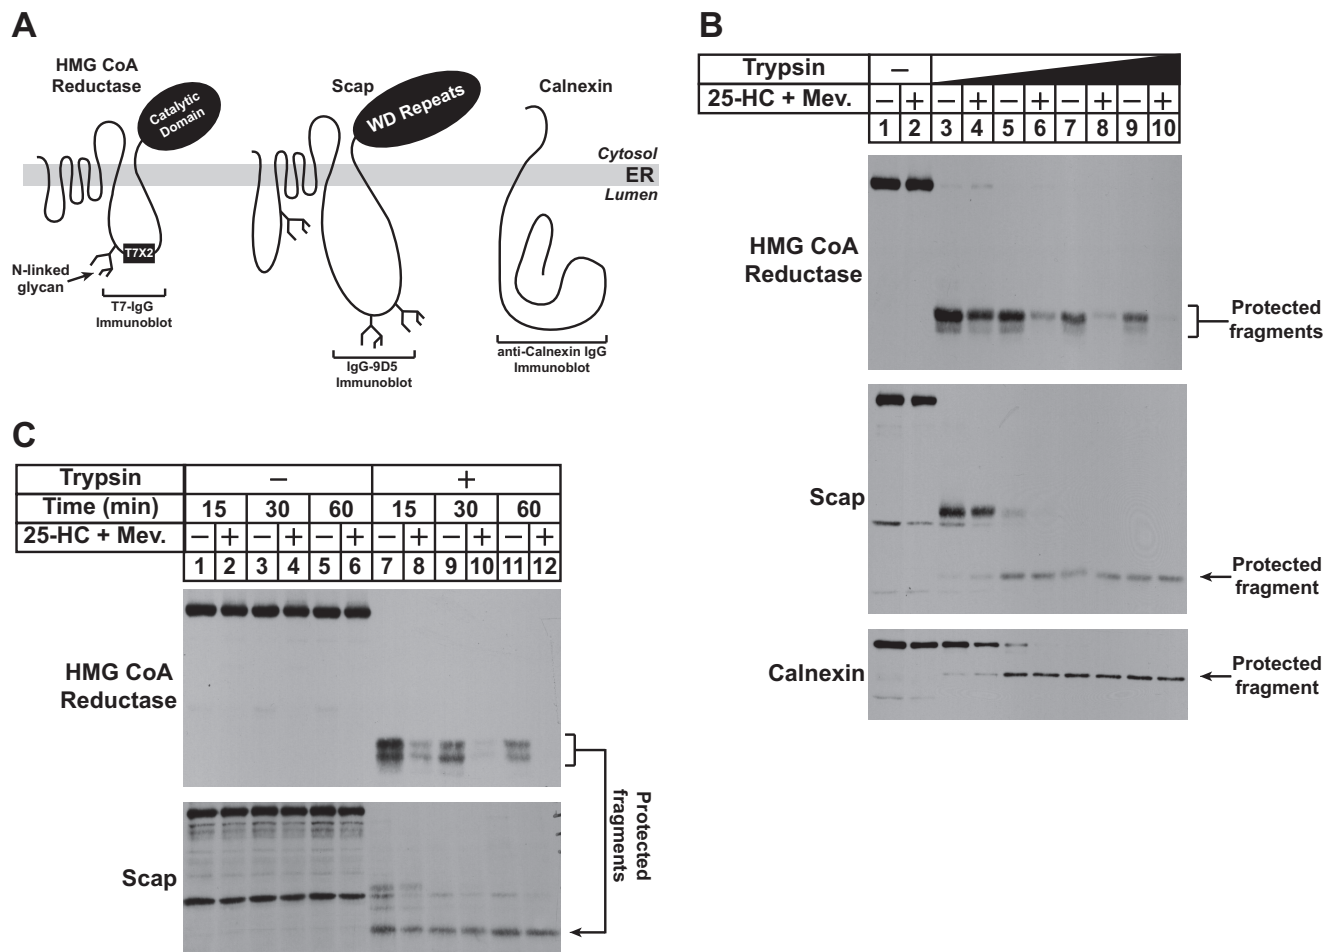 A
HMG CoA
Reductase
Catalytic
Domain
Scap
WD Repeats
Calnexin
Cytosol
ER
Lumen
T7X2
N-linked
glycan
T7-IgG
Immunoblot
IgG-9D5
Immunoblot
anti-Calnexin IgG
Immunoblot
B
Trypsin −
25-HC + Mev. − + − + − + − + − +
1 2 3 4 5 6 7 8 9 10
HMG CoA
Reductase
Protected
fragments
Scap
Protected
fragment
Calnexin
Protected
fragment
C
Trypsin − +
Time (min) 15 30 60 15 30 60
25-HC + Mev. − + − + − + − + − + − +
1 2 3 4 5 6 7 8 9 10 11 12
HMG CoA
Reductase
Protected
fragments
Scap